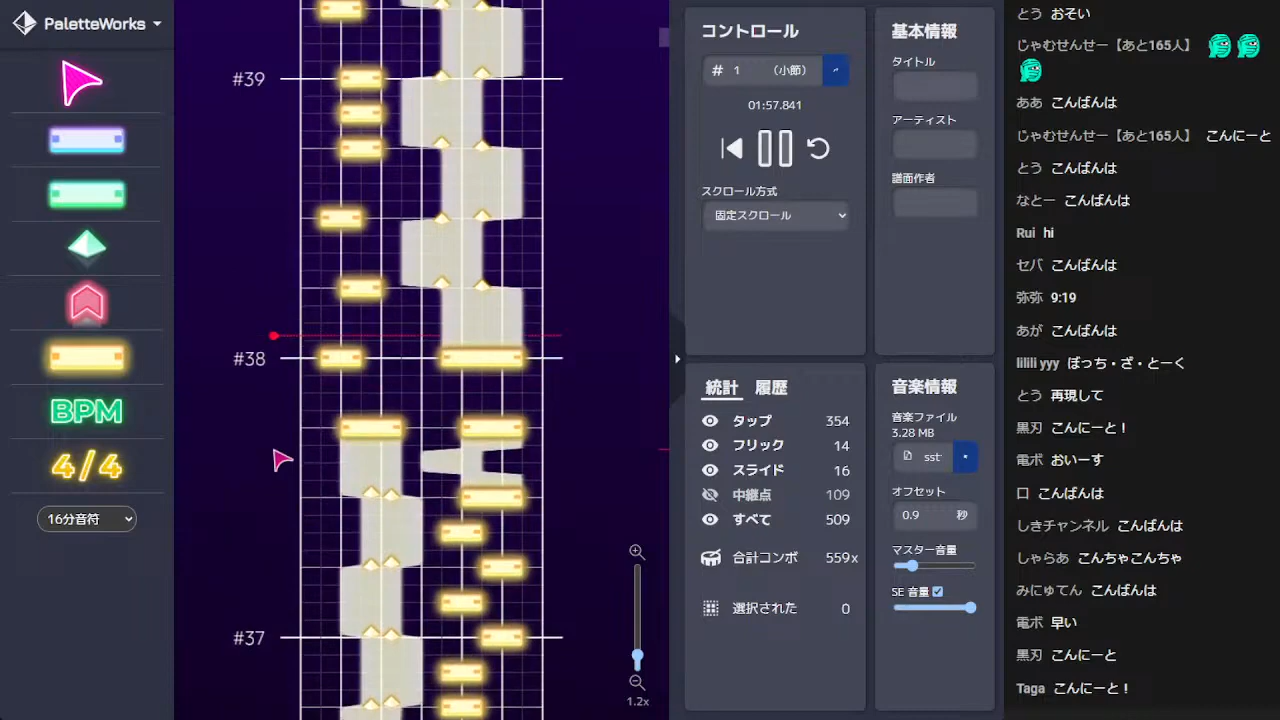 PaletteWorks
BPM
4/4
16分音符
#39
#38
#37
1.2x
コントロール
# 1 (小節)
01:57.841
スクロール方式
固定スクロール
統計 履歴
タップ 354
フリック 14
スライド 16
中継点 109
すべて 509
合計コンボ 559x
選択された 0
基本情報
タイトル
アーティスト
譜面作者
音楽情報
音楽ファイル
3.28 MB
sst
オフセット
0.9 秒
マスター音量
SE 音量
とう おそい
じゃむせんせー【あと165人】
ああ こんばんは
じゃむせんせー【あと165人】 こんにーと
とう こんばんは
なとー こんばんは
Rui hi
セバ こんばんは
弥弥 9:19
あが こんばんは
liliili yyy ぼっち・ざ・とーく
とう 再現して
黒刃 こんにーと！
電ボ おいーす
口 こんばんは
しきチャンネル こんばんは
しゃらあ こんちゃこんちゃ
みにゅてん こんばんは
電ボ 早い
黒刃 こんにーと
Taga こんにーと！